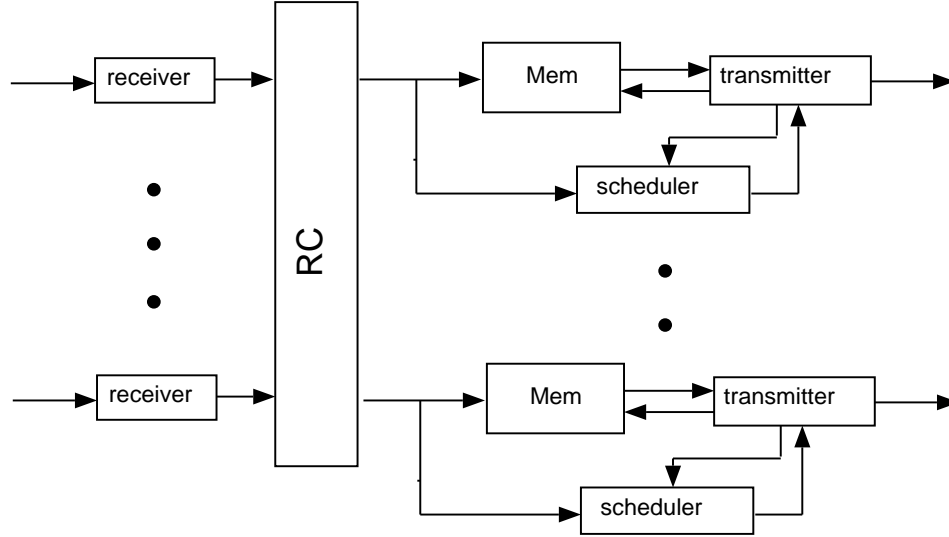 receiver
RC
Mem
transmitter
scheduler
receiver
Mem
transmitter
scheduler